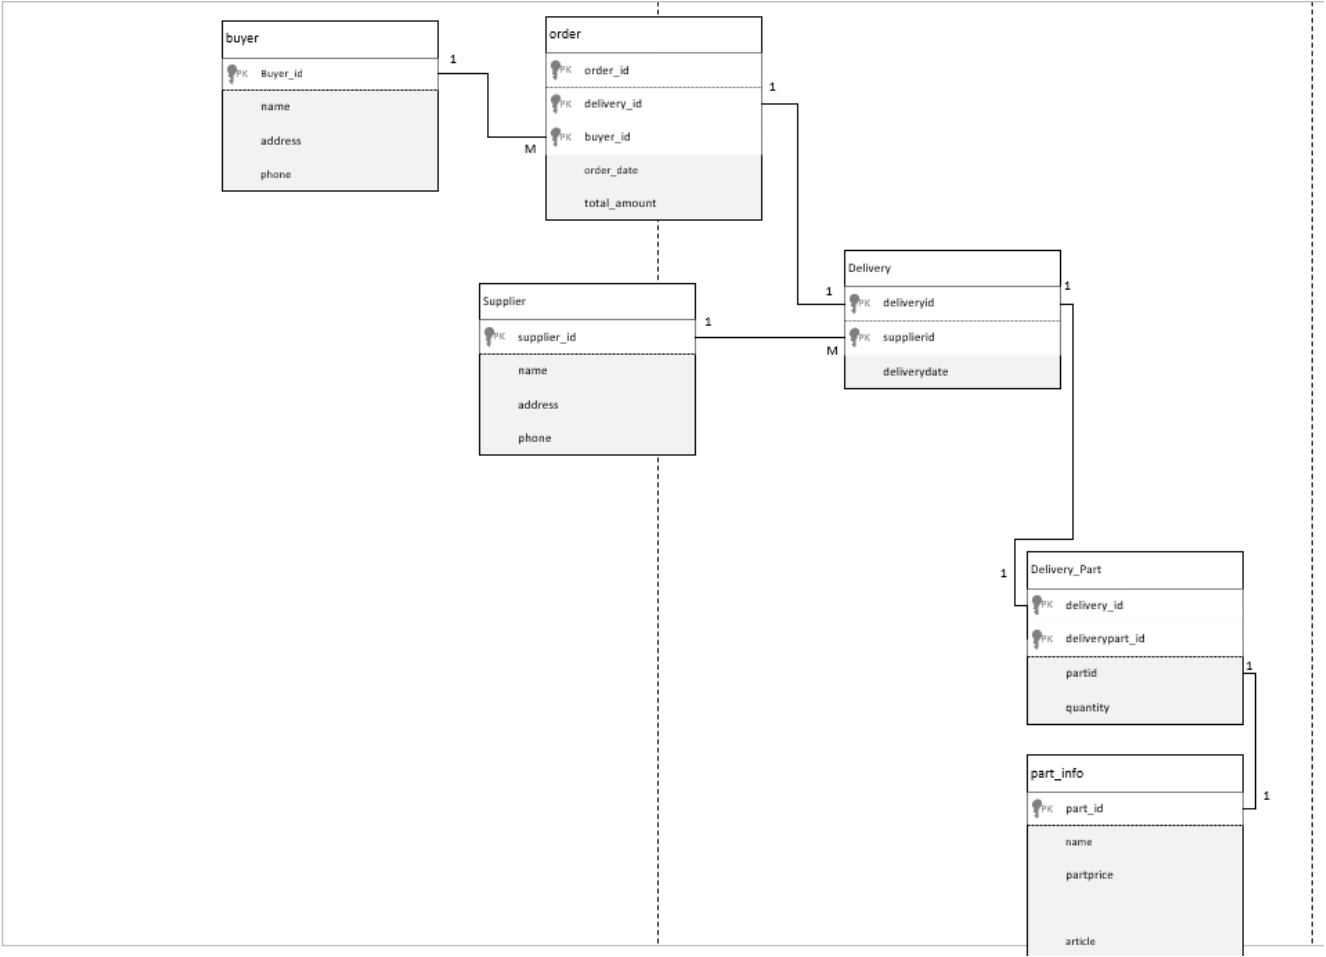 buyer
PK Buyer_id
name
address
phone
1
M
order
PK order_id
PK delivery_id
PK buyer_id
order_date
total_amount
1
1
Delivery
PK deliveryid
PK supplierid
deliverydate
1
Supplier
PK supplier_id
name
address
phone
1
M
1
Delivery_Part
PK delivery_id
PK deliverypart_id
partid
quantity
1
1
part_info
PK part_id
name
partprice
article